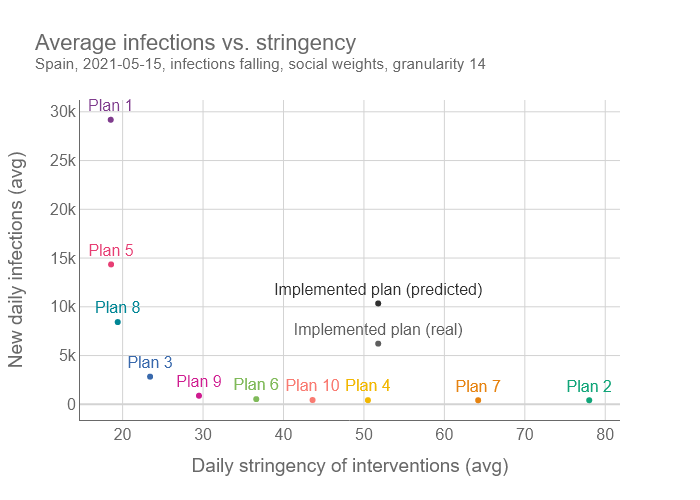 Average infections vs. stringency
Spain, 2021-05-15, infections falling, social weights, granularity 14
New daily infections (avg)
30k
25k
20k
15k
10k
5k
0
Plan 1
Plan 5
Plan 8
Plan 3
Plan 9
Plan 6
Plan 10
Plan 4
Plan 7
Plan 2
Implemented plan (predicted)
Implemented plan (real)
20
30
40
50
60
70
80
Daily stringency of interventions (avg)